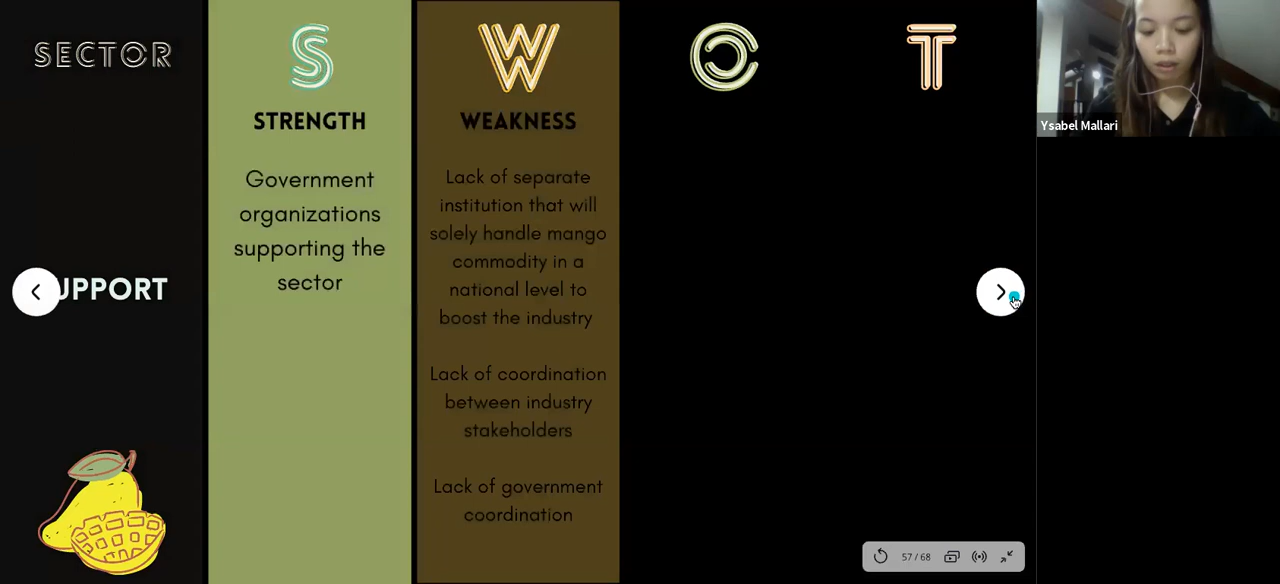 SECTOR
S
W
O
T
STRENGTH
WEAKNESS
Government
organizations
supporting the
sector
Lack of separate
institution that will
solely handle mango
commodity in a
national level to
boost the industry
Lack of coordination
between industry
stakeholders
Lack of government
coordination
UPPORT
Ysabel Mallari
57 / 68